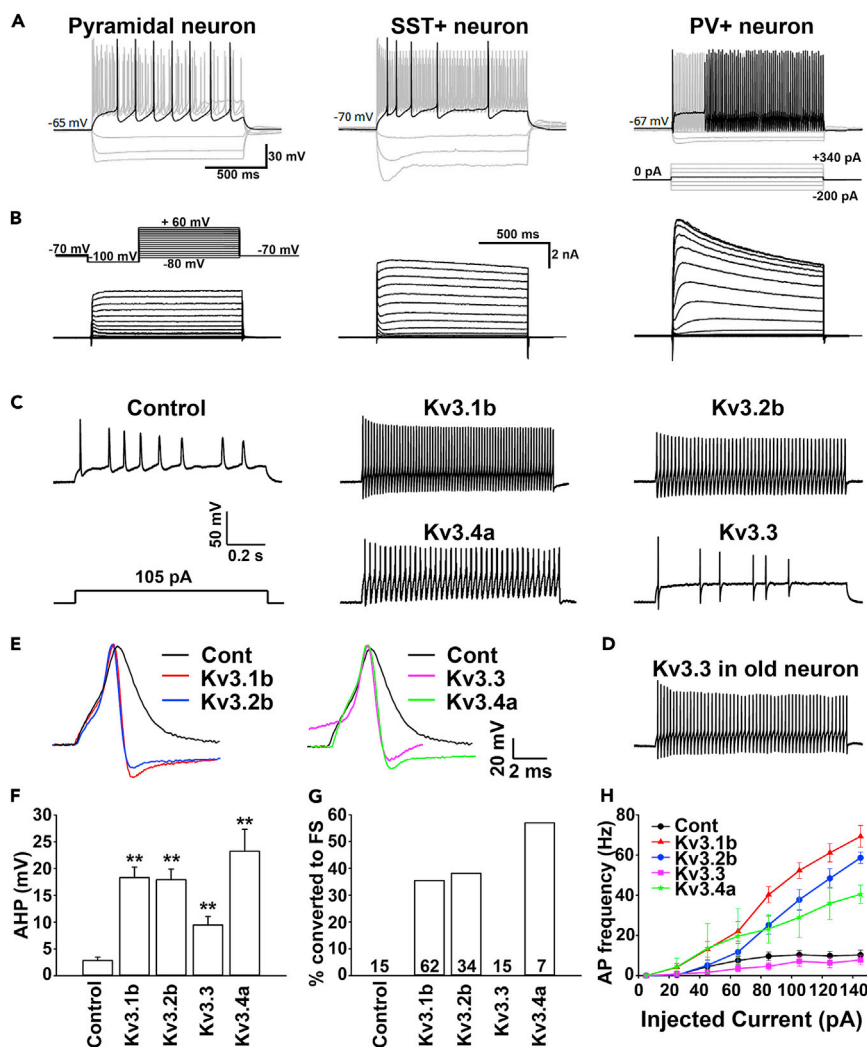 A
Pyramidal neuron
SST+ neuron
PV+ neuron
-65 mV
30 mV
500 ms
-70 mV
-67 mV
0 pA
+340 pA
-200 pA
B
+ 60 mV
-70 mV
-100 mV
-80 mV
-70 mV
500 ms
2 nA
C
Control
Kv3.1b
Kv3.2b
50 mV
0.2 s
105 pA
Kv3.4a
Kv3.3
E
Cont
Kv3.1b
Kv3.2b
Cont
Kv3.3
Kv3.4a
20 mV
2 ms
D
Kv3.3 in old neuron
F
AHP (mV)
30
25
20
15
10
5
0
**
**
**
**
Control
Kv3.1b
Kv3.2b
Kv3.3
Kv3.4a
G
% converted to FS
60
50
40
30
20
10
0
15
62
34
15
7
Control
Kv3.1b
Kv3.2b
Kv3.3
Kv3.4a
H
AP frequency (Hz)
80
60
40
20
0
Cont
Kv3.1b
Kv3.2b
Kv3.3
Kv3.4a
0 20 40 60 80 100 120 140
Injected Current (pA)